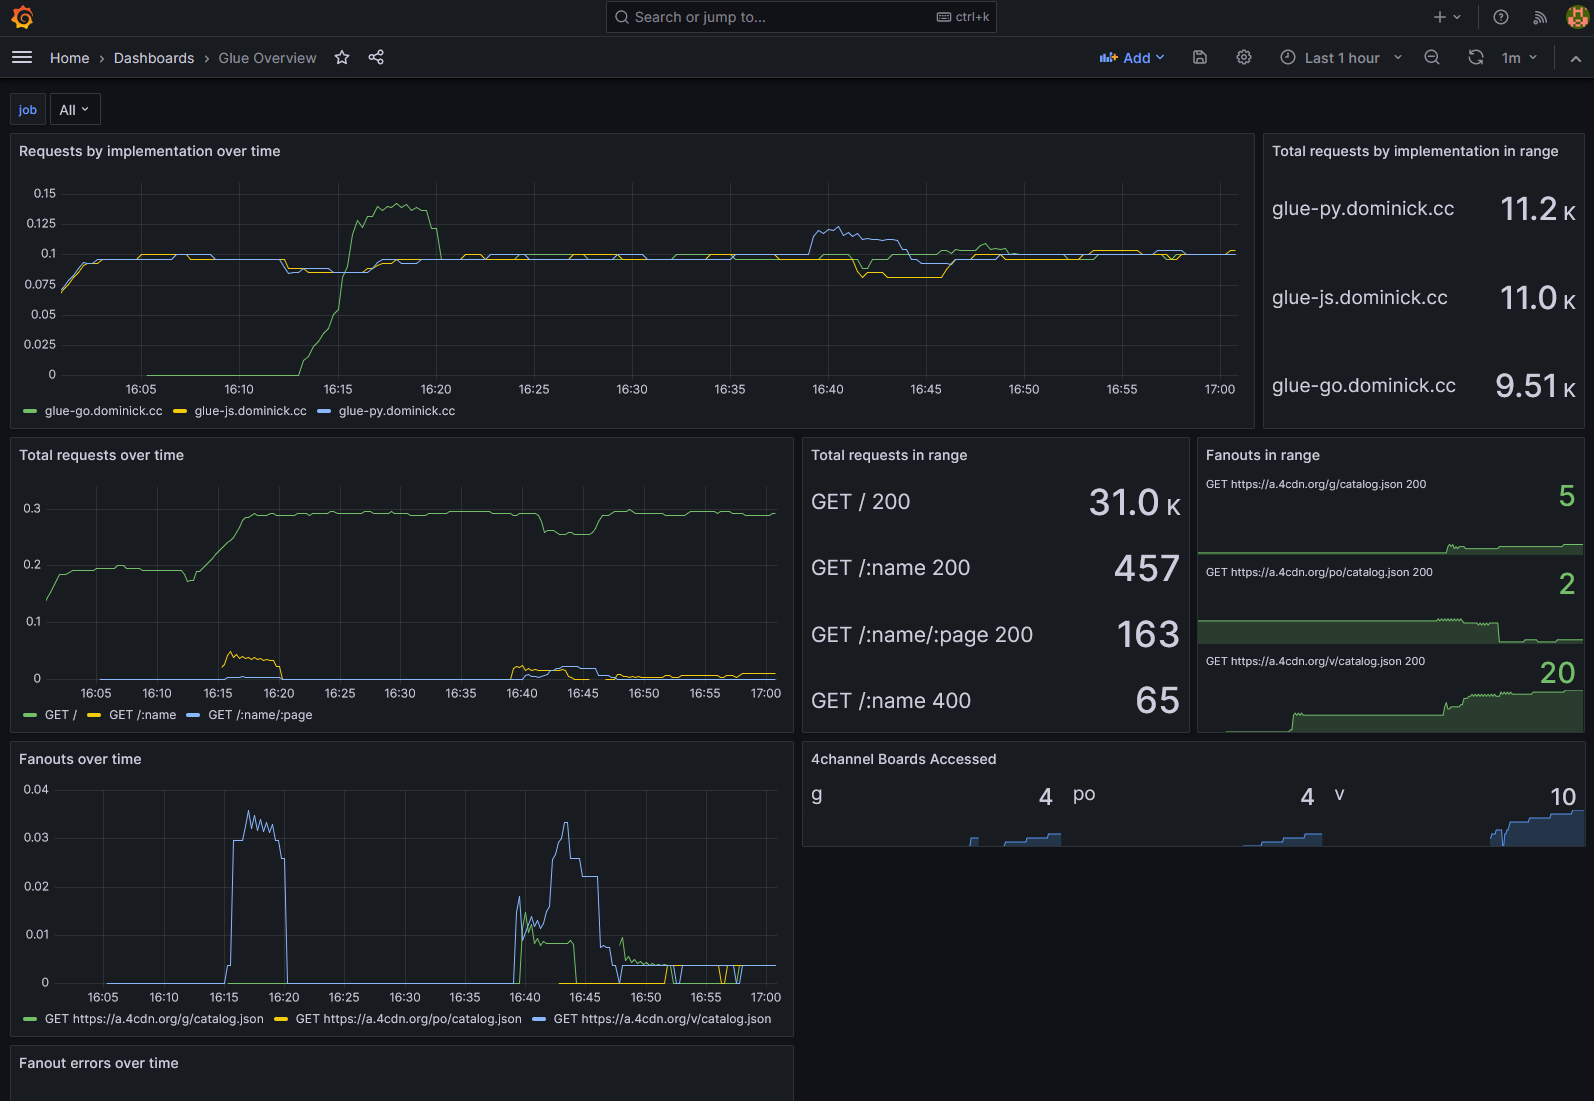 Search or jump to...
ctrl+k
Home › Dashboards › Glue Overview
Add
Last 1 hour
1m
job
All
Requests by implementation over time
0.15
0.125
0.1
0.075
0.05
0.025
0
16:05 16:10 16:15 16:20 16:25 16:30 16:35 16:40 16:45 16:50 16:55 17:00
glue-go.dominick.cc glue-js.dominick.cc glue-py.dominick.cc
Total requests by implementation in range
glue-py.dominick.cc 11.2 K
glue-js.dominick.cc 11.0 K
glue-go.dominick.cc 9.51 K
Total requests over time
0.3
0.2
0.1
0
16:05 16:10 16:15 16:20 16:25 16:30 16:35 16:40 16:45 16:50 16:55 17:00
GET / GET /:name GET /:name/:page
Total requests in range
GET / 200 31.0 K
GET /:name 200 457
GET /:name/:page 200 163
GET /:name 400 65
Fanouts in range
GET https://a.4cdn.org/g/catalog.json 200
5
GET https://a.4cdn.org/po/catalog.json 200
2
GET https://a.4cdn.org/v/catalog.json 200
20
Fanouts over time
0.04
0.03
0.02
0.01
0
16:05 16:10 16:15 16:20 16:25 16:30 16:35 16:40 16:45 16:50 16:55 17:00
GET https://a.4cdn.org/g/catalog.json GET https://a.4cdn.org/po/catalog.json GET https://a.4cdn.org/v/catalog.json
4channel Boards Accessed
g 4 po 4 v 10
Fanout errors over time